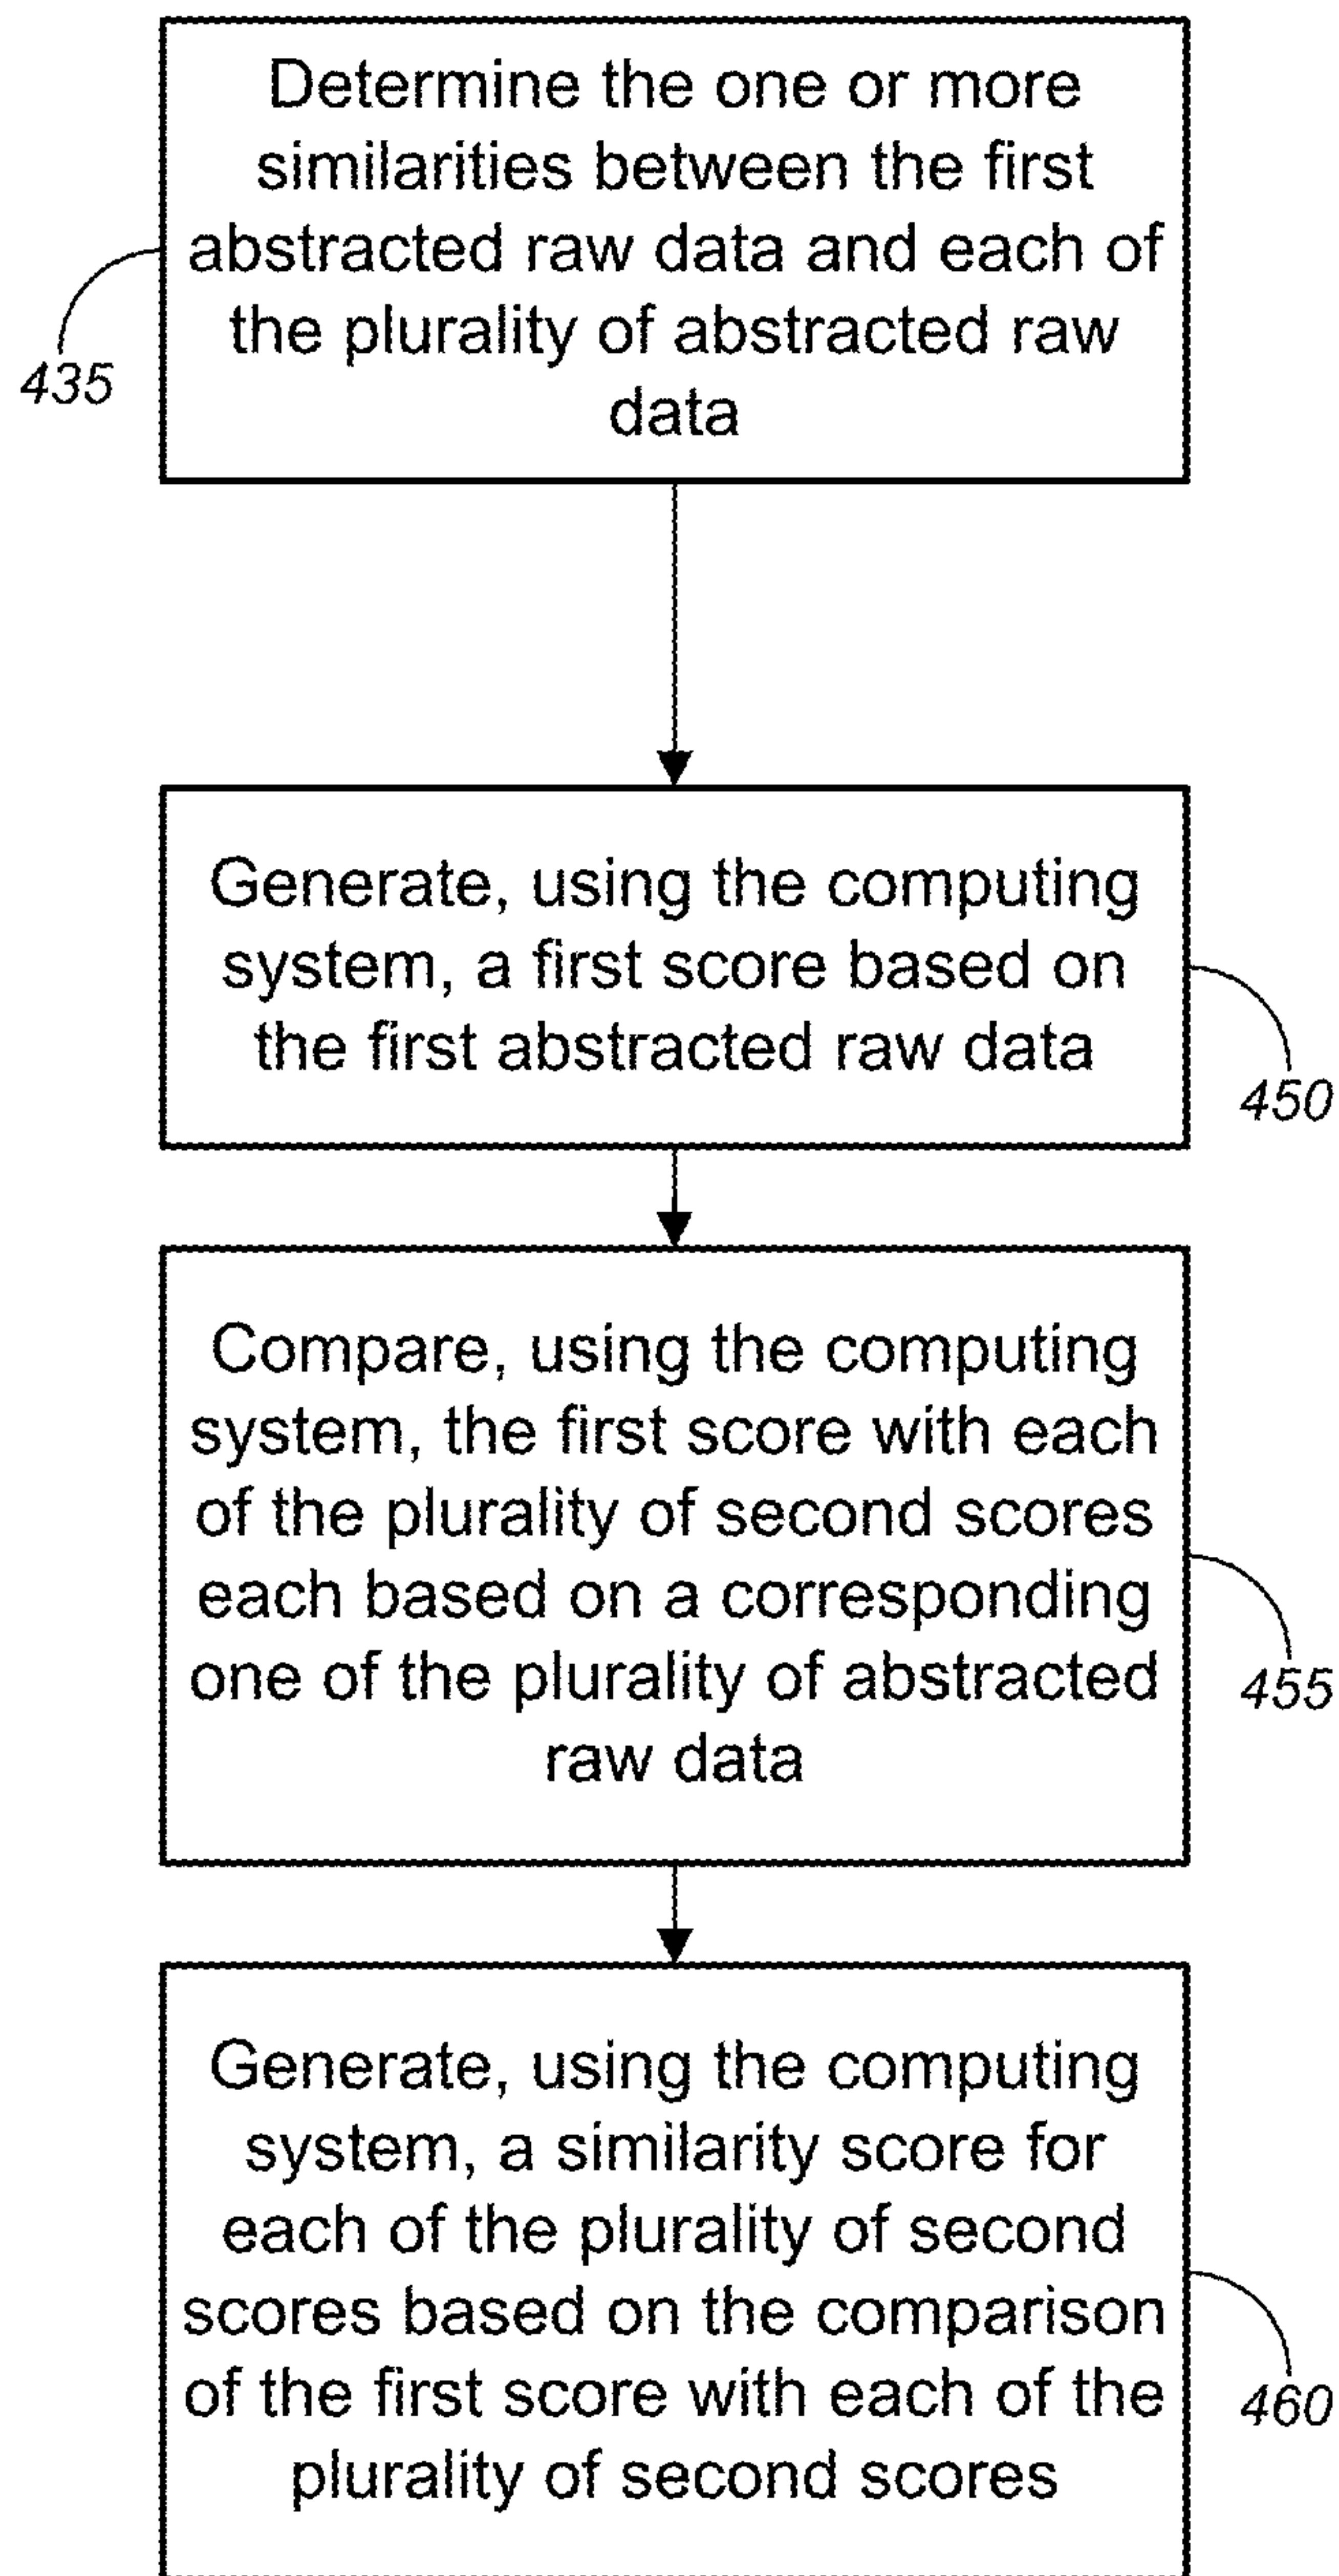 Determine the one or more
similarities between the first
abstracted raw data and each of
the plurality of abstracted raw
data
435
Generate, using the computing
system, a first score based on
the first abstracted raw data
450
Compare, using the computing
system, the first score with each
of the plurality of second scores
each based on a corresponding
one of the plurality of abstracted
raw data
455
Generate, using the computing
system, a similarity score for
each of the plurality of second
scores based on the comparison
of the first score with each of the
plurality of second scores
460